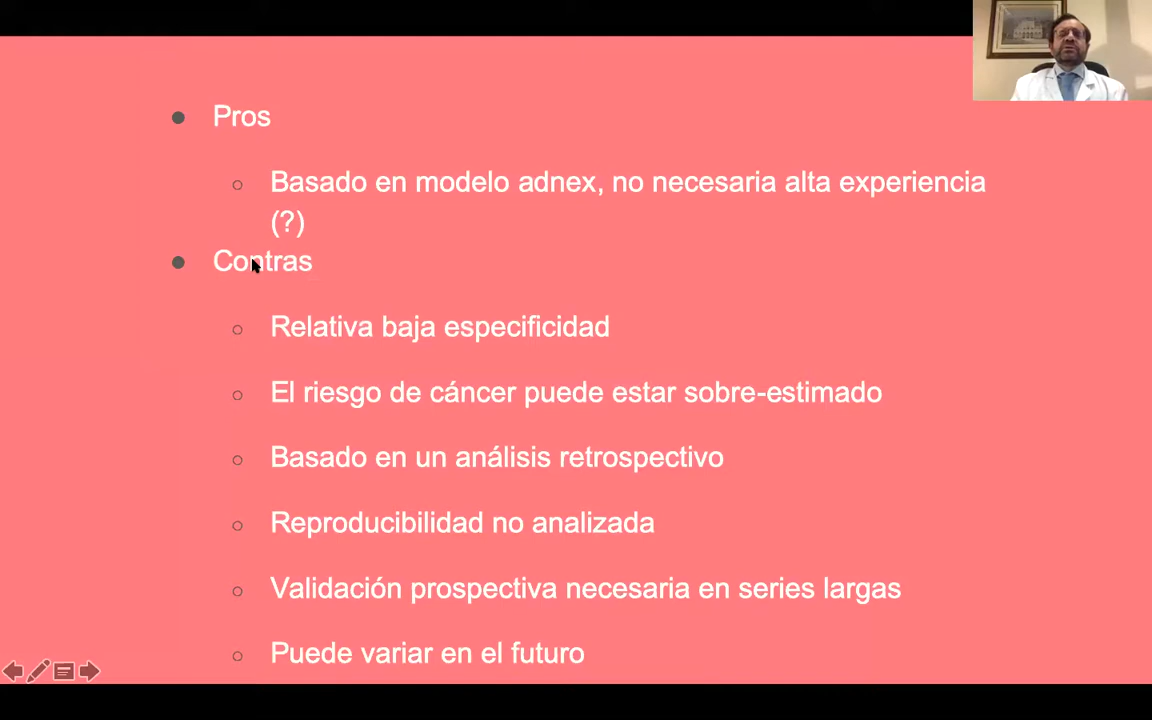 Pros
Basado en modelo adnex, no necesaria alta experiencia
(?)
Contras
Relativa baja especificidad
El riesgo de cáncer puede estar sobre-estimado
Basado en un análisis retrospectivo
Reproducibilidad no analizada
Validación prospectiva necesaria en series largas
Puede variar en el futuro